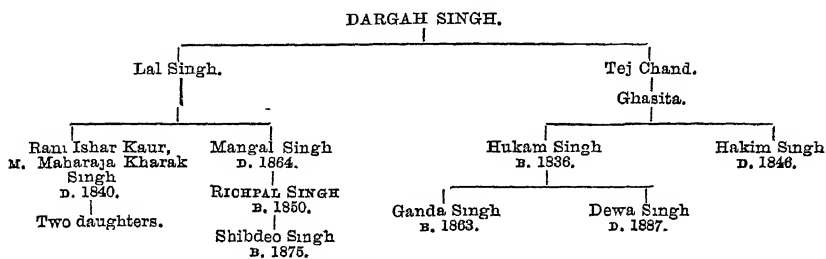 DARGAH SINGH.
Lal Singh.
Tej Chand.
Ghasita.
Rani Ishar Kaur,
M. Maharaja Kharak
Singh
D. 1840.
Two daughters.
Mangal Singh
D. 1864.
RICHPAL SINGH
B. 1850.
Shibdeo Singh
B. 1875.
Hukam Singh
B. 1836.
Hakim Singh
D. 1846.
Ganda Singh
B. 1863.
Dewa Singh
D. 1887.